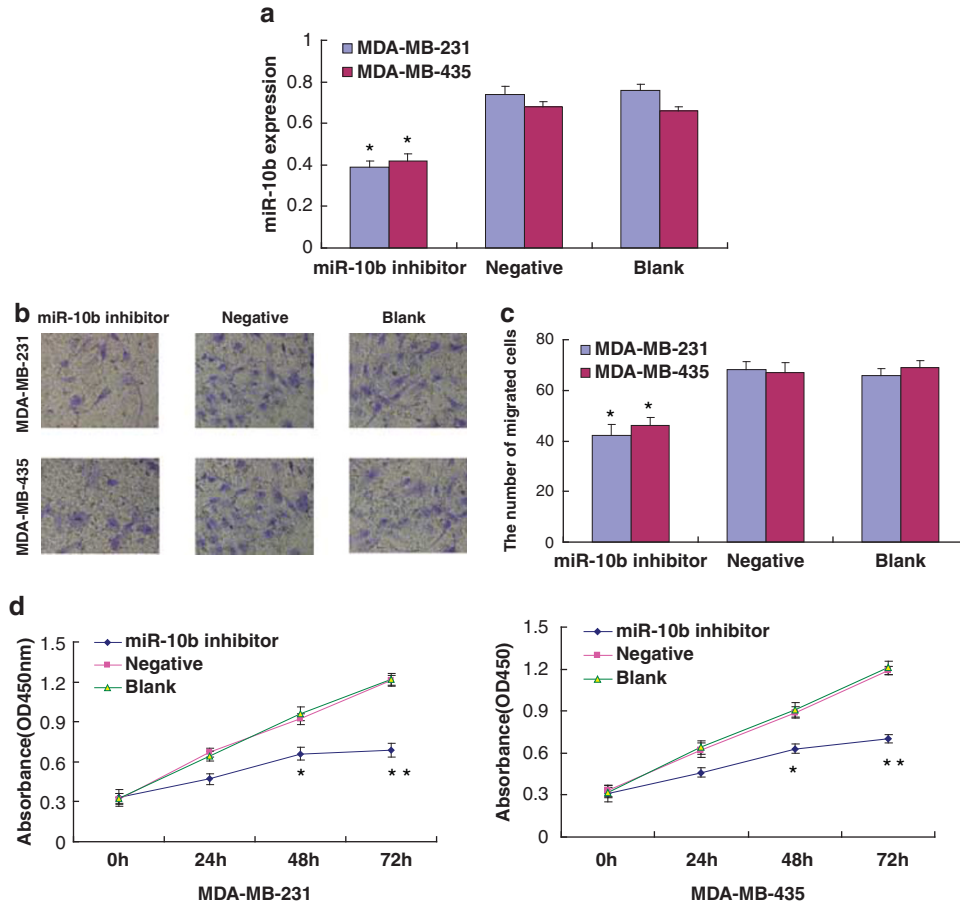 a
MDA-MB-231
MDA-MB-435
miR-10b expression
1
0.8
0.6
0.4
0.2
0
* *
miR-10b inhibitor Negative Blank
b
miR-10b inhibitor Negative Blank
MDA-MB-231
MDA-MB-435
c
MDA-MB-231
MDA-MB-435
The number of migrated cells
80
60
40
20
0
* *
miR-10b inhibitor Negative Blank
d
miR-10b inhibitor
Negative
Blank
Absorbance(OD450nm)
1.5
1.2
0.9
0.6
0.3
0
* * *
0h 24h 48h 72h
MDA-MB-231
miR-10b inhibitor
Negative
Blank
Absorbance(OD450)
1.5
1.2
0.9
0.6
0.3
0
* * *
0h 24h 48h 72h
MDA-MB-435